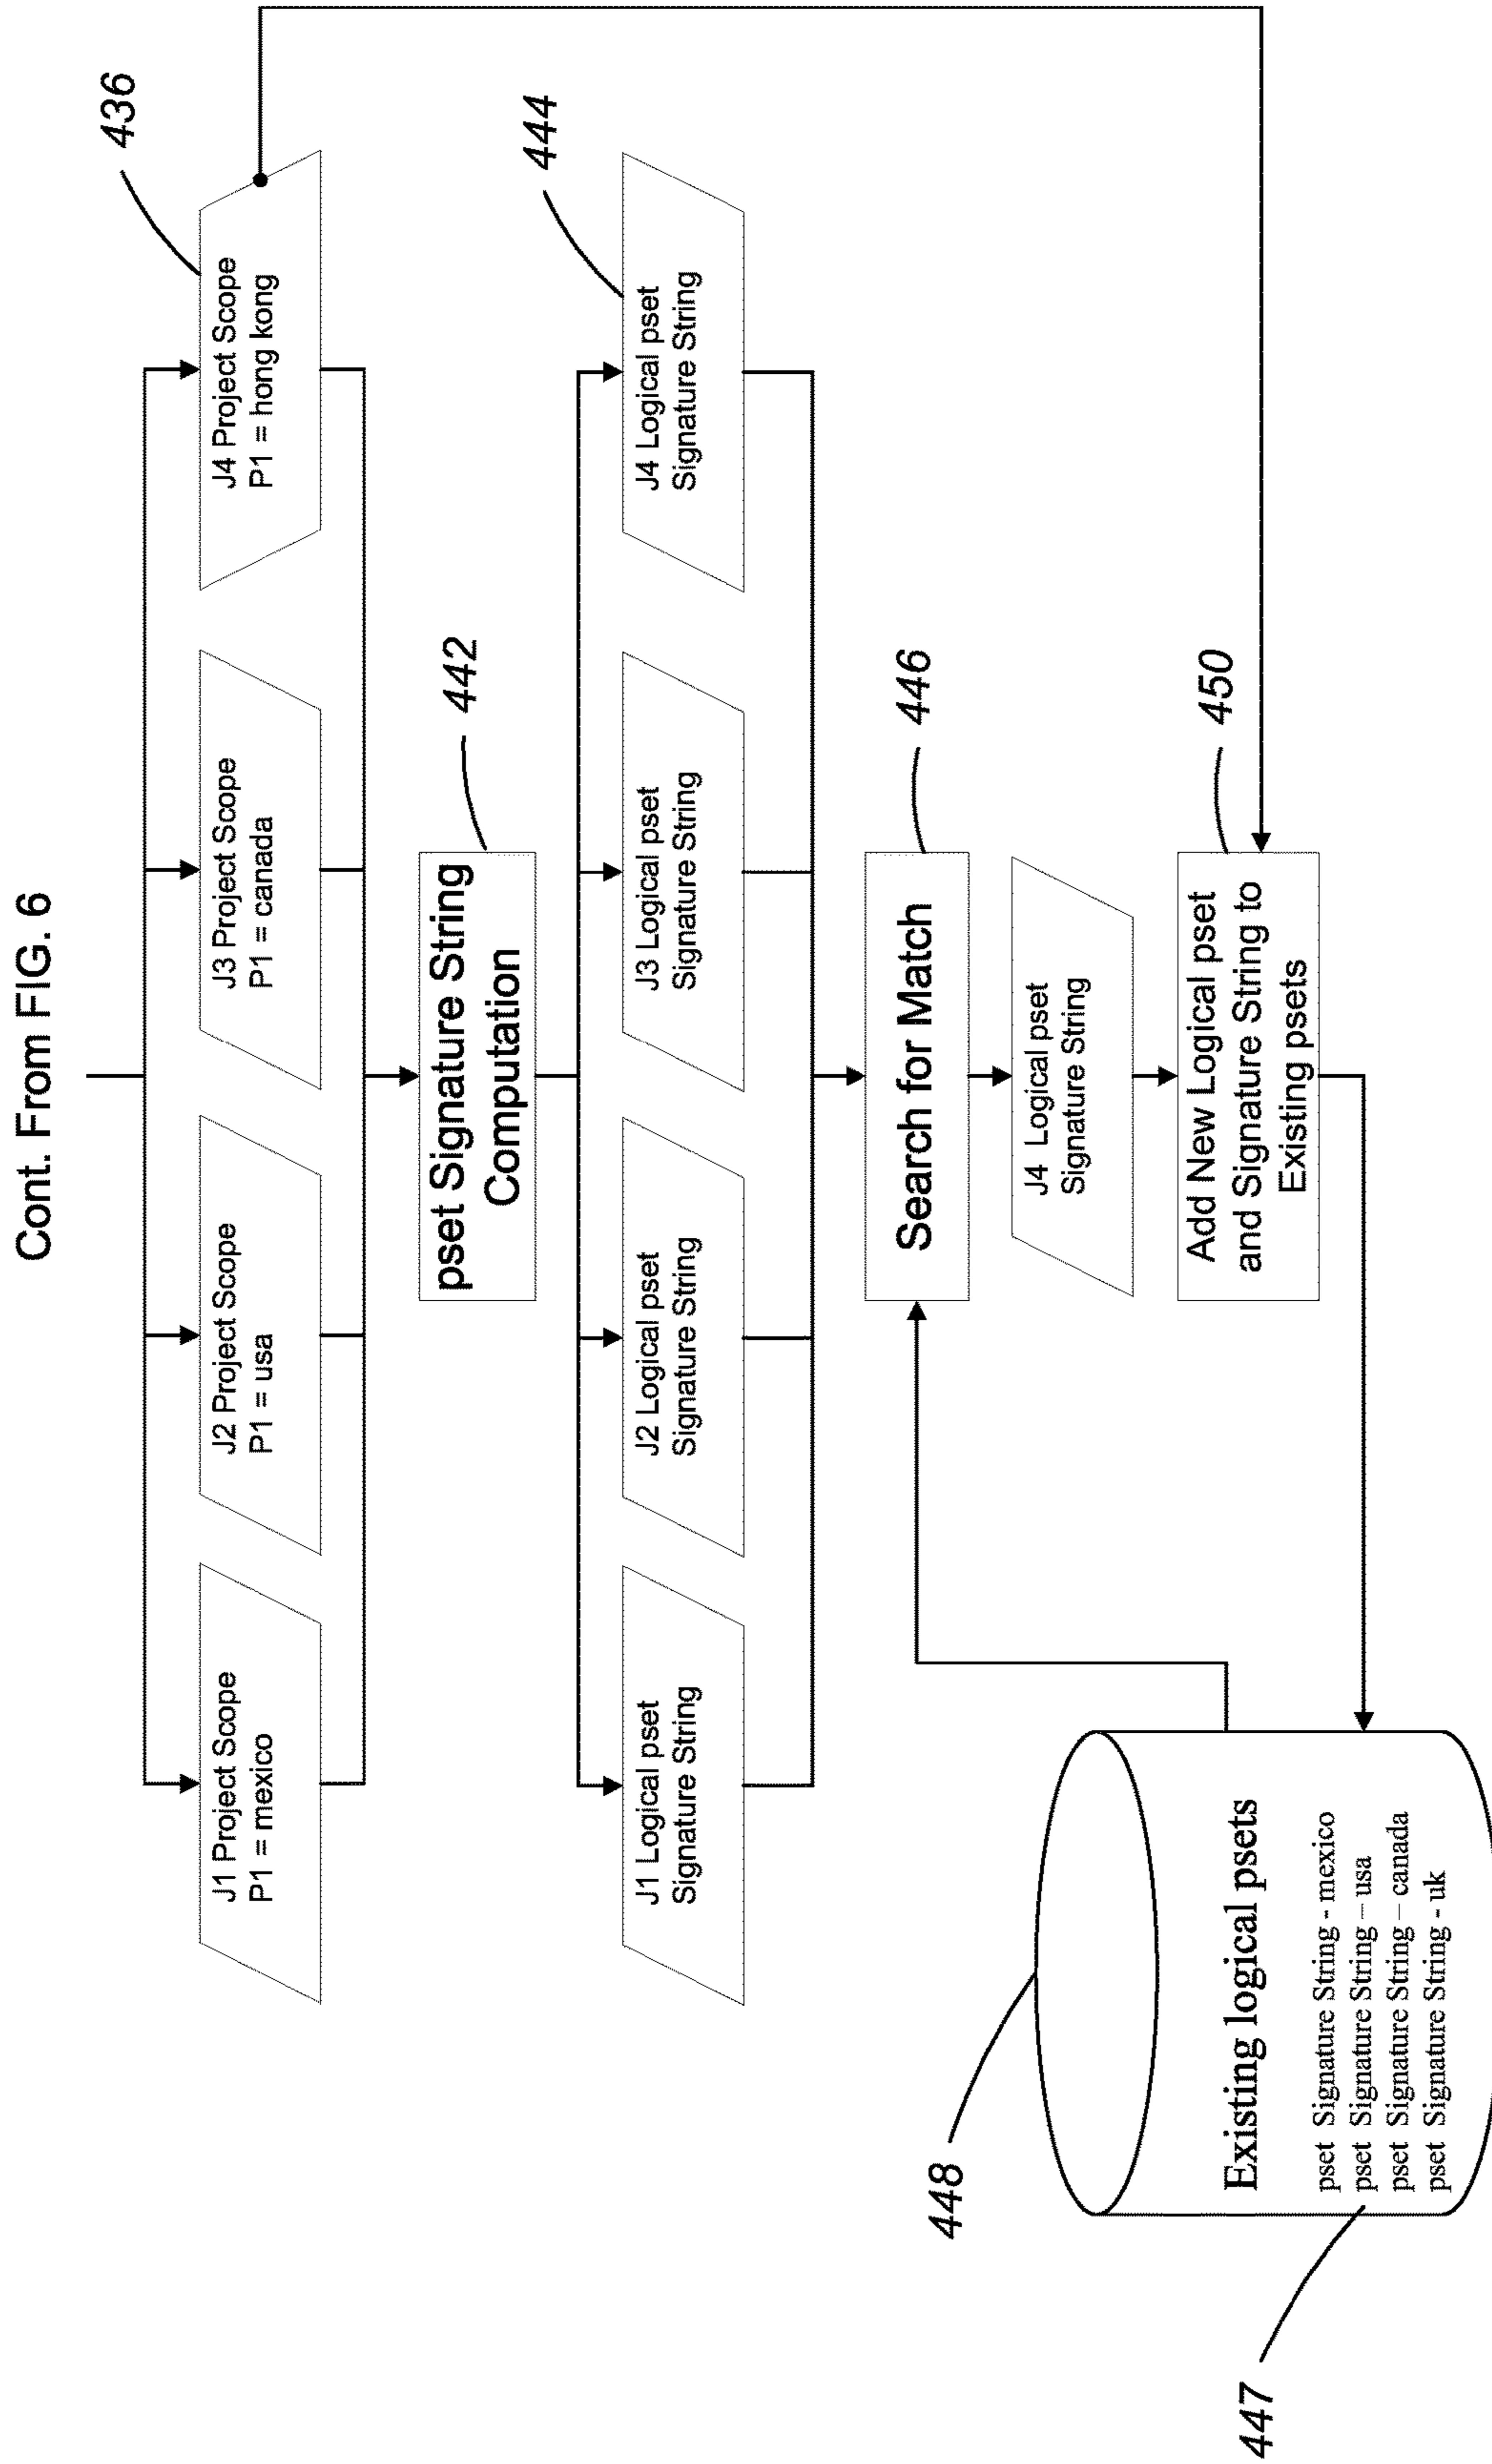 Cont. From FIG. 6
436
J1 Project Scope
P1 = mexico
J2 Project Scope
P1 = usa
J3 Project Scope
P1 = canada
J4 Project Scope
P1 = hong kong
442
pset Signature String
Computation
444
J1 Logical pset
Signature String
J2 Logical pset
Signature String
J3 Logical pset
Signature String
J4 Logical pset
Signature String
446
Search for Match
J4 Logical pset
Signature String
450
Add New Logical pset
and Signature String to
Existing psets
448
Existing logical psets
447
pset Signature String - mexico
pset Signature String – usa
pset Signature String – canada
pset Signature String - uk